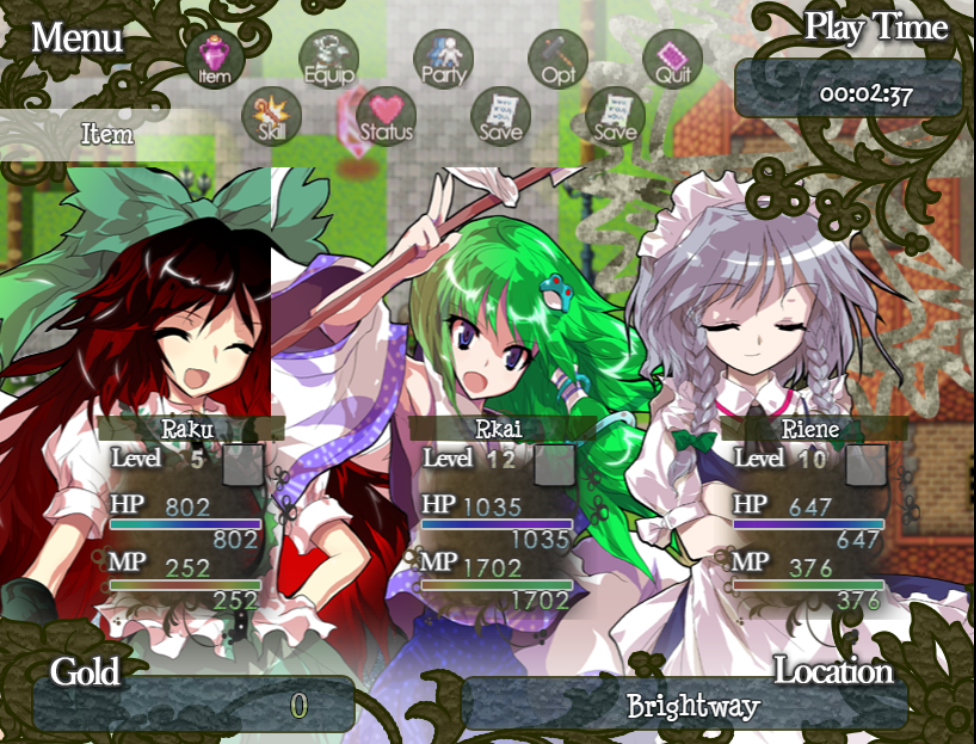 Menu
Play Time
Item Equip Party Opt Quit
00:02:37
Skill Status Save Save
Item
Raku Rkai Riene
Level 5 Level 12 Level 10
HP 802 HP 1035 HP 647
802 1035 647
MP 252 MP 1702 MP 376
252 1702 376
Gold Location
0 Brightway